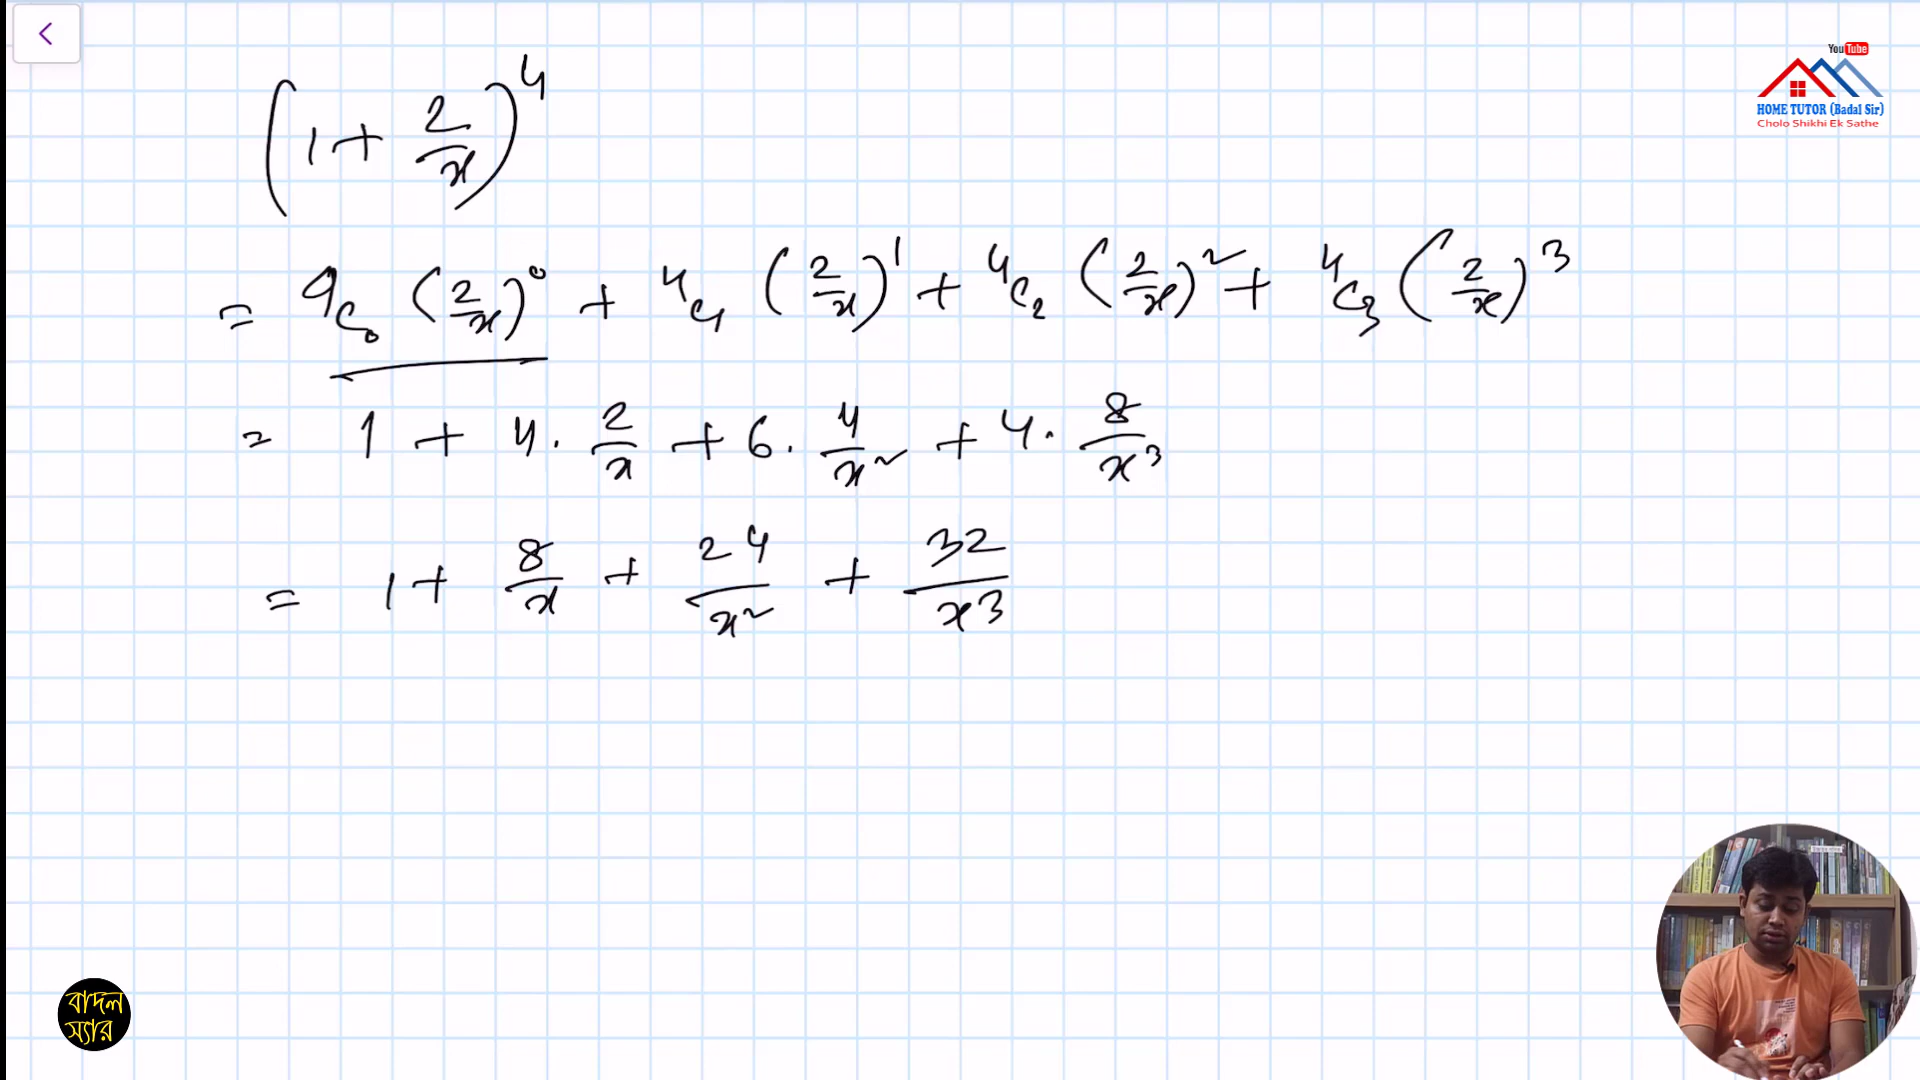 YouTube
HOME TUTOR (Badal Sir)
Cholo Shikhi Ek Sathe
(1 + 2/x)^4
= 4C0 (2/x)^0 + 4C1 (2/x)^1 + 4C2 (2/x)^2 + 4C3 (2/x)^3
= 1 + 4 · 2/x + 6 · 4/x^2 + 4 · 8/x^3
= 1 + 8/x + 24/x^2 + 32/x^3
বাদল
স্যার